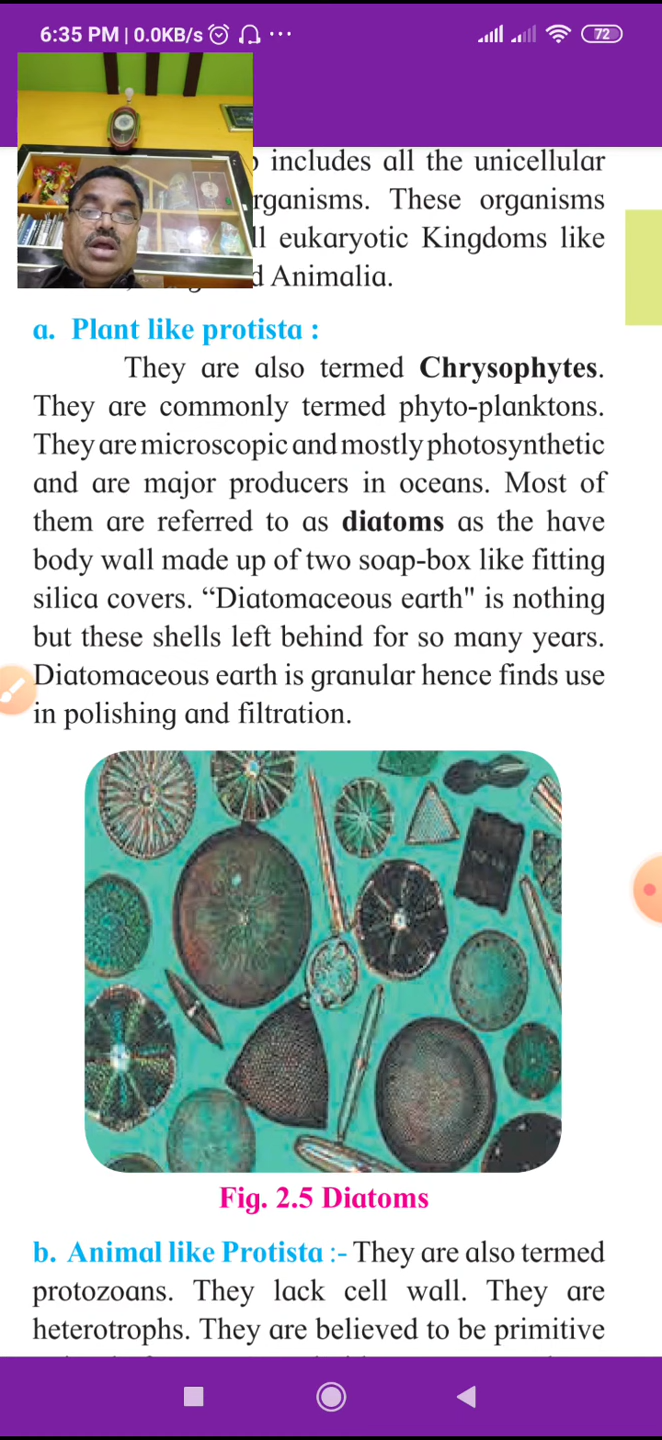 6:35 PM | 0.0KB/s ...
72
includes all the unicellular
rganisms. These organisms
ll eukaryotic Kingdoms like
d Animalia.
a. Plant like protista :
They are also termed Chrysophytes.
They are commonly termed phyto-planktons.
They are microscopic and mostly photosynthetic
and are major producers in oceans. Most of
them are referred to as diatoms as the have
body wall made up of two soap-box like fitting
silica covers. “Diatomaceous earth" is nothing
but these shells left behind for so many years.
Diatomaceous earth is granular hence finds use
in polishing and filtration.
Fig. 2.5 Diatoms
b. Animal like Protista :- They are also termed
protozoans. They lack cell wall. They are
heterotrophs. They are believed to be primitive